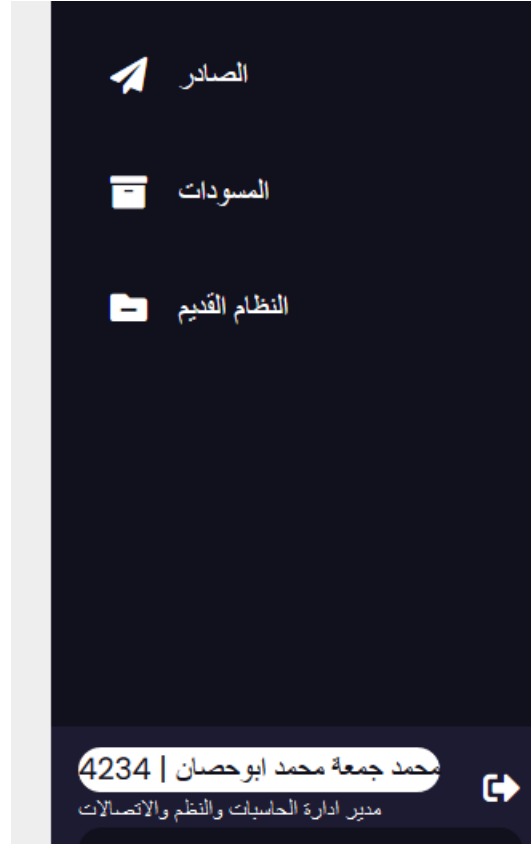 الصادر
المسودات
النظام القديم
محمد جمعة محمد ابوحصان | 4234
مدير ادارة الحاسبات والنظم والاتصالات